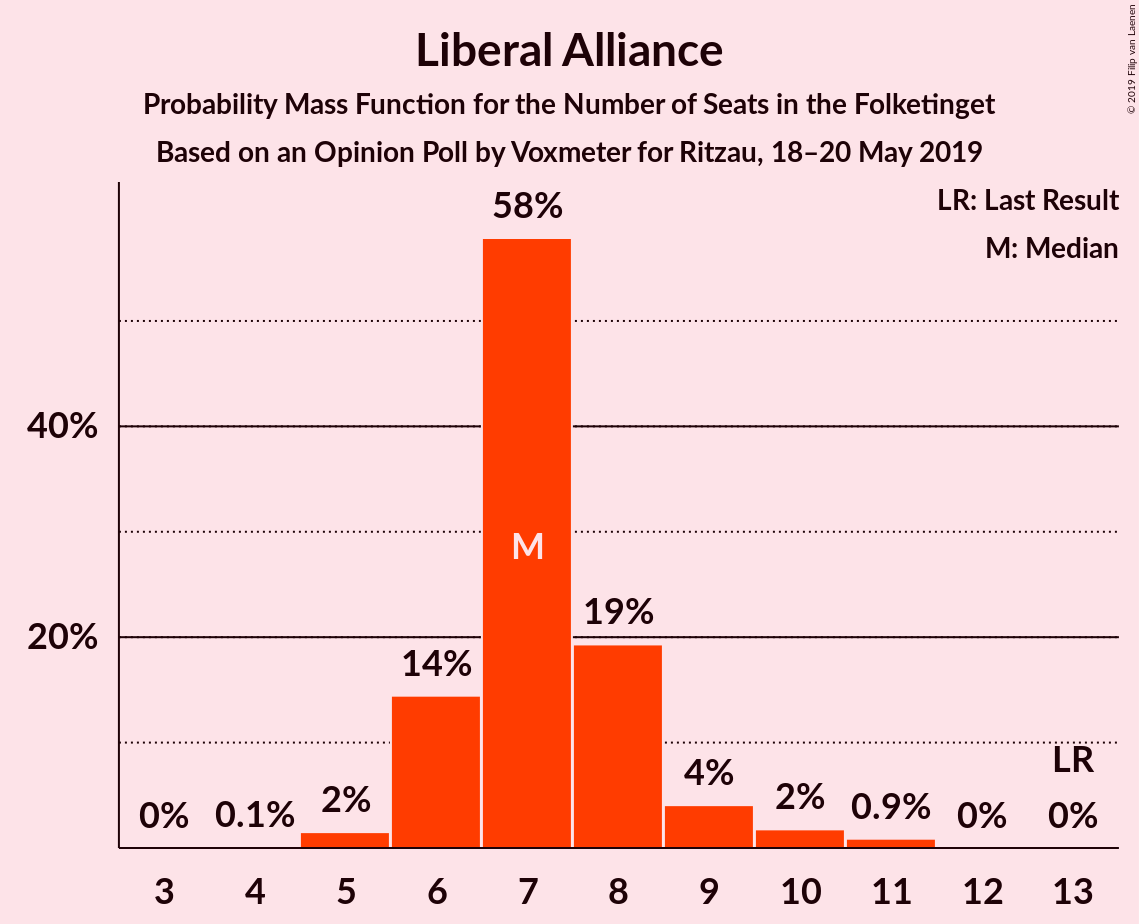 © 2019 Filip van Laenen
Liberal Alliance
Probability Mass Function for the Number of Seats in the Folketinget
Based on an Opinion Poll by Voxmeter for Ritzau, 18–20 May 2019
LR: Last Result
M: Median
58%
40%
M
20%
19%
14%
LR
0%
0.1%
2%
4%
2%
0.9%
0%
0%
3 4 5 6 7 8 9 10 11 12 13